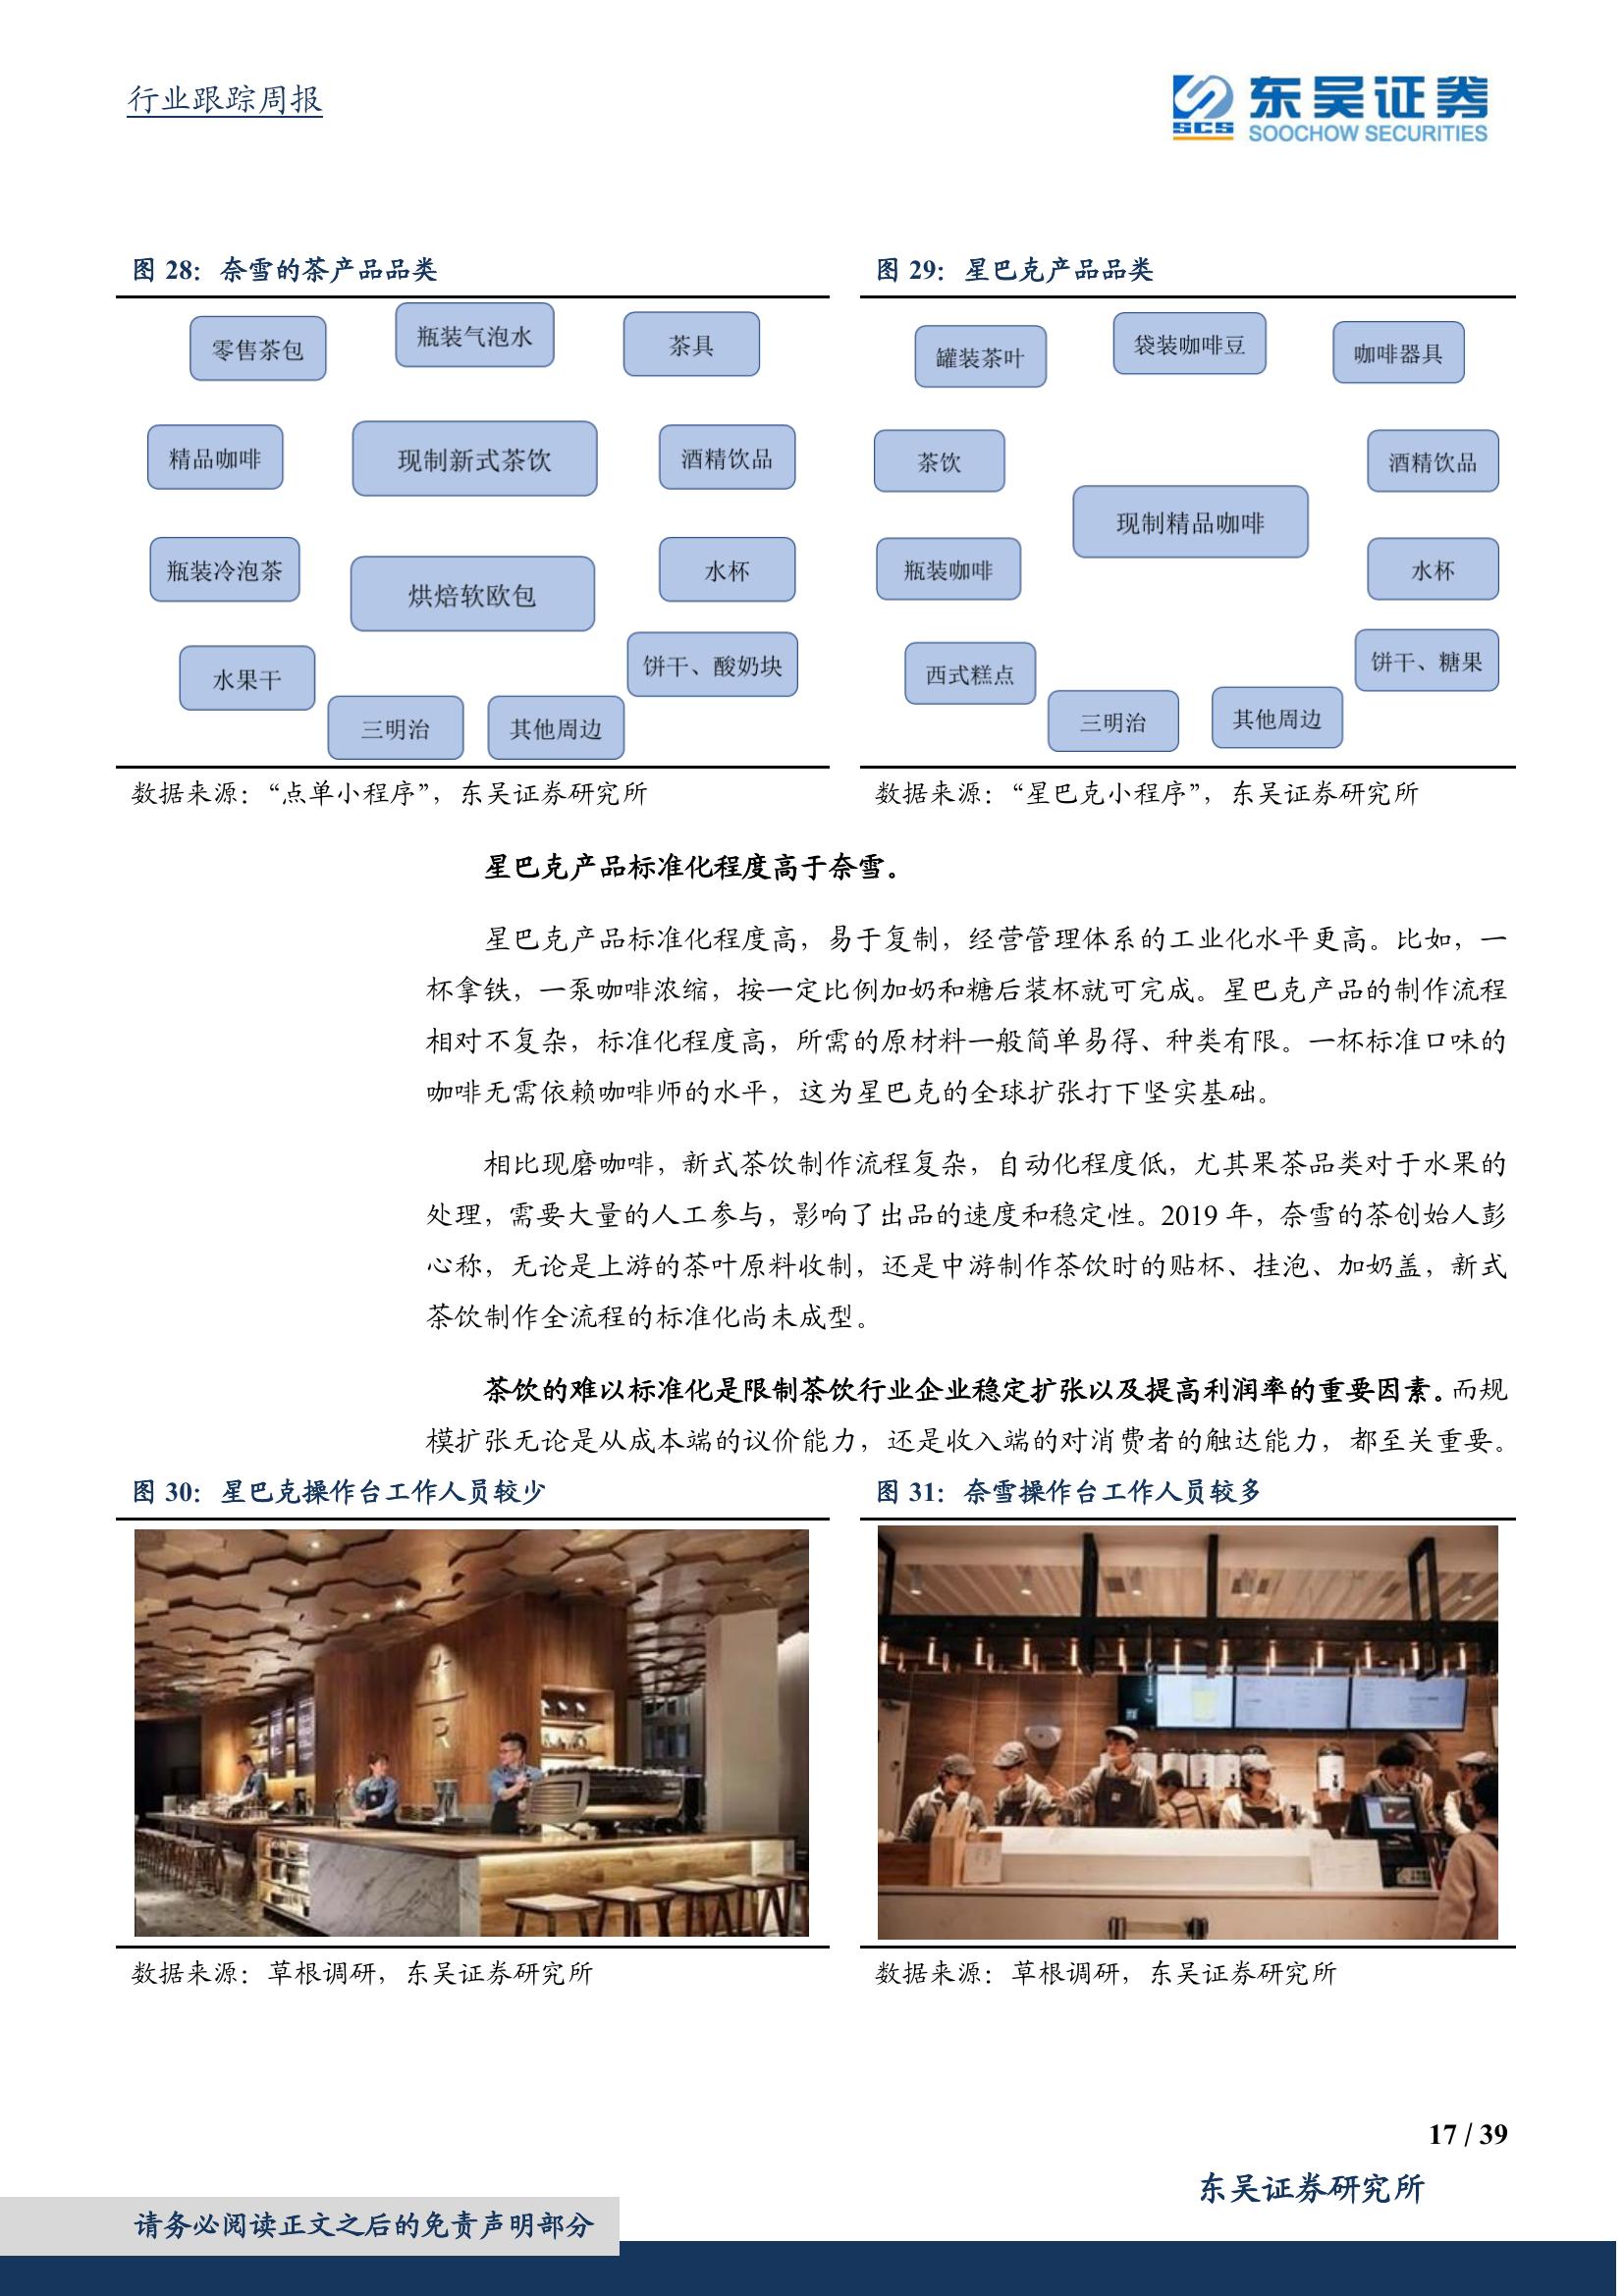 行业跟踪周报
SCS
东吴证券
SOOCHOW SECURITIES
图 28：奈雪的茶产品品类
零售茶包
瓶装气泡水
茶具
精品咖啡
现制新式茶饮
酒精饮品
瓶装冷泡茶
烘焙软欧包
水杯
水果干
饼干、酸奶块
三明治
其他周边
数据来源：“点单小程序”，东吴证券研究所
图 29：星巴克产品品类
罐装茶叶
袋装咖啡豆
咖啡器具
茶饮
酒精饮品
现制精品咖啡
瓶装咖啡
水杯
西式糕点
饼干、糖果
三明治
其他周边
数据来源：“星巴克小程序”，东吴证券研究所
星巴克产品标准化程度高于奈雪。
星巴克产品标准化程度高，易于复制，经营管理体系的工业化水平更高。比如，一
杯拿铁，一泵咖啡浓缩，按一定比例加奶和糖后装杯就可完成。星巴克产品的制作流程
相对不复杂，标准化程度高，所需的原材料一般简单易得、种类有限。一杯标准口味的
咖啡无需依赖咖啡师的水平，这为星巴克的全球扩张打下坚实基础。
相比现磨咖啡，新式茶饮制作流程复杂，自动化程度低，尤其果茶品类对于水果的
处理，需要大量的人工参与，影响了出品的速度和稳定性。2019 年，奈雪的茶创始人彭
心称，无论是上游的茶叶原料收制，还是中游制作茶饮时的贴杯、挂泡、加奶盖，新式
茶饮制作全流程的标准化尚未成型。
茶饮的难以标准化是限制茶饮行业企业稳定扩张以及提高利润率的重要因素。而规
模扩张无论是从成本端的议价能力，还是收入端的对消费者的触达能力，都至关重要。
图 30：星巴克操作台工作人员较少
R
数据来源：草根调研，东吴证券研究所
图 31：奈雪操作台工作人员较多
数据来源：草根调研，东吴证券研究所
17 / 39
东吴证券研究所
请务必阅读正文之后的免责声明部分